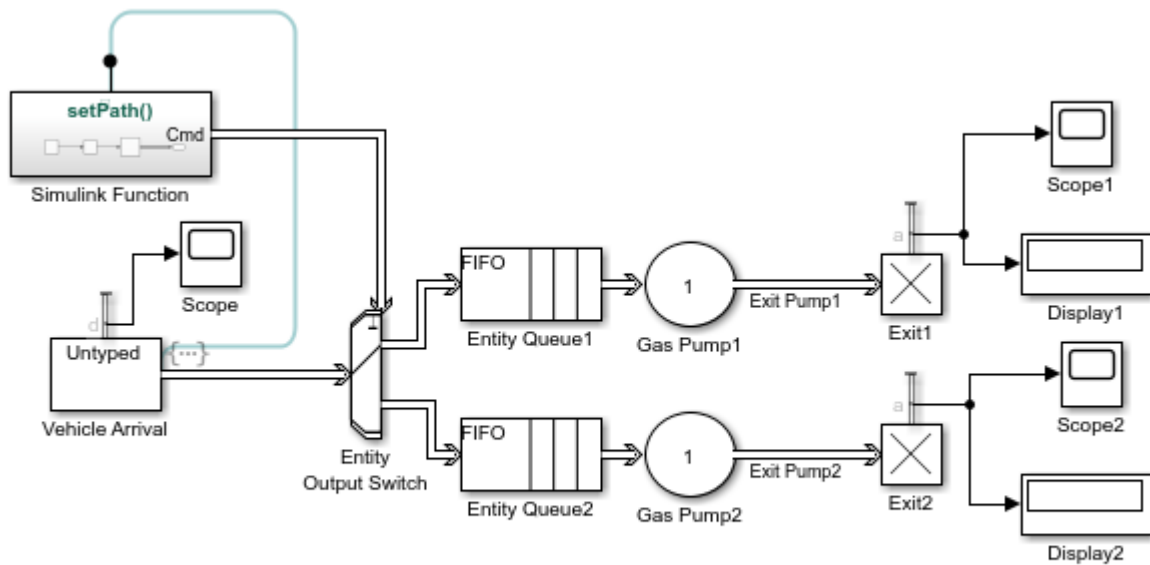 setPath()
Cmd
Simulink Function
Scope
d
Untyped
{...}
Vehicle Arrival
Entity
Output Switch
FIFO
Entity Queue1
1
Gas Pump1
Exit Pump1
a
Exit1
Scope1
Display1
FIFO
Entity Queue2
1
Gas Pump2
Exit Pump2
a
Exit2
Scope2
Display2